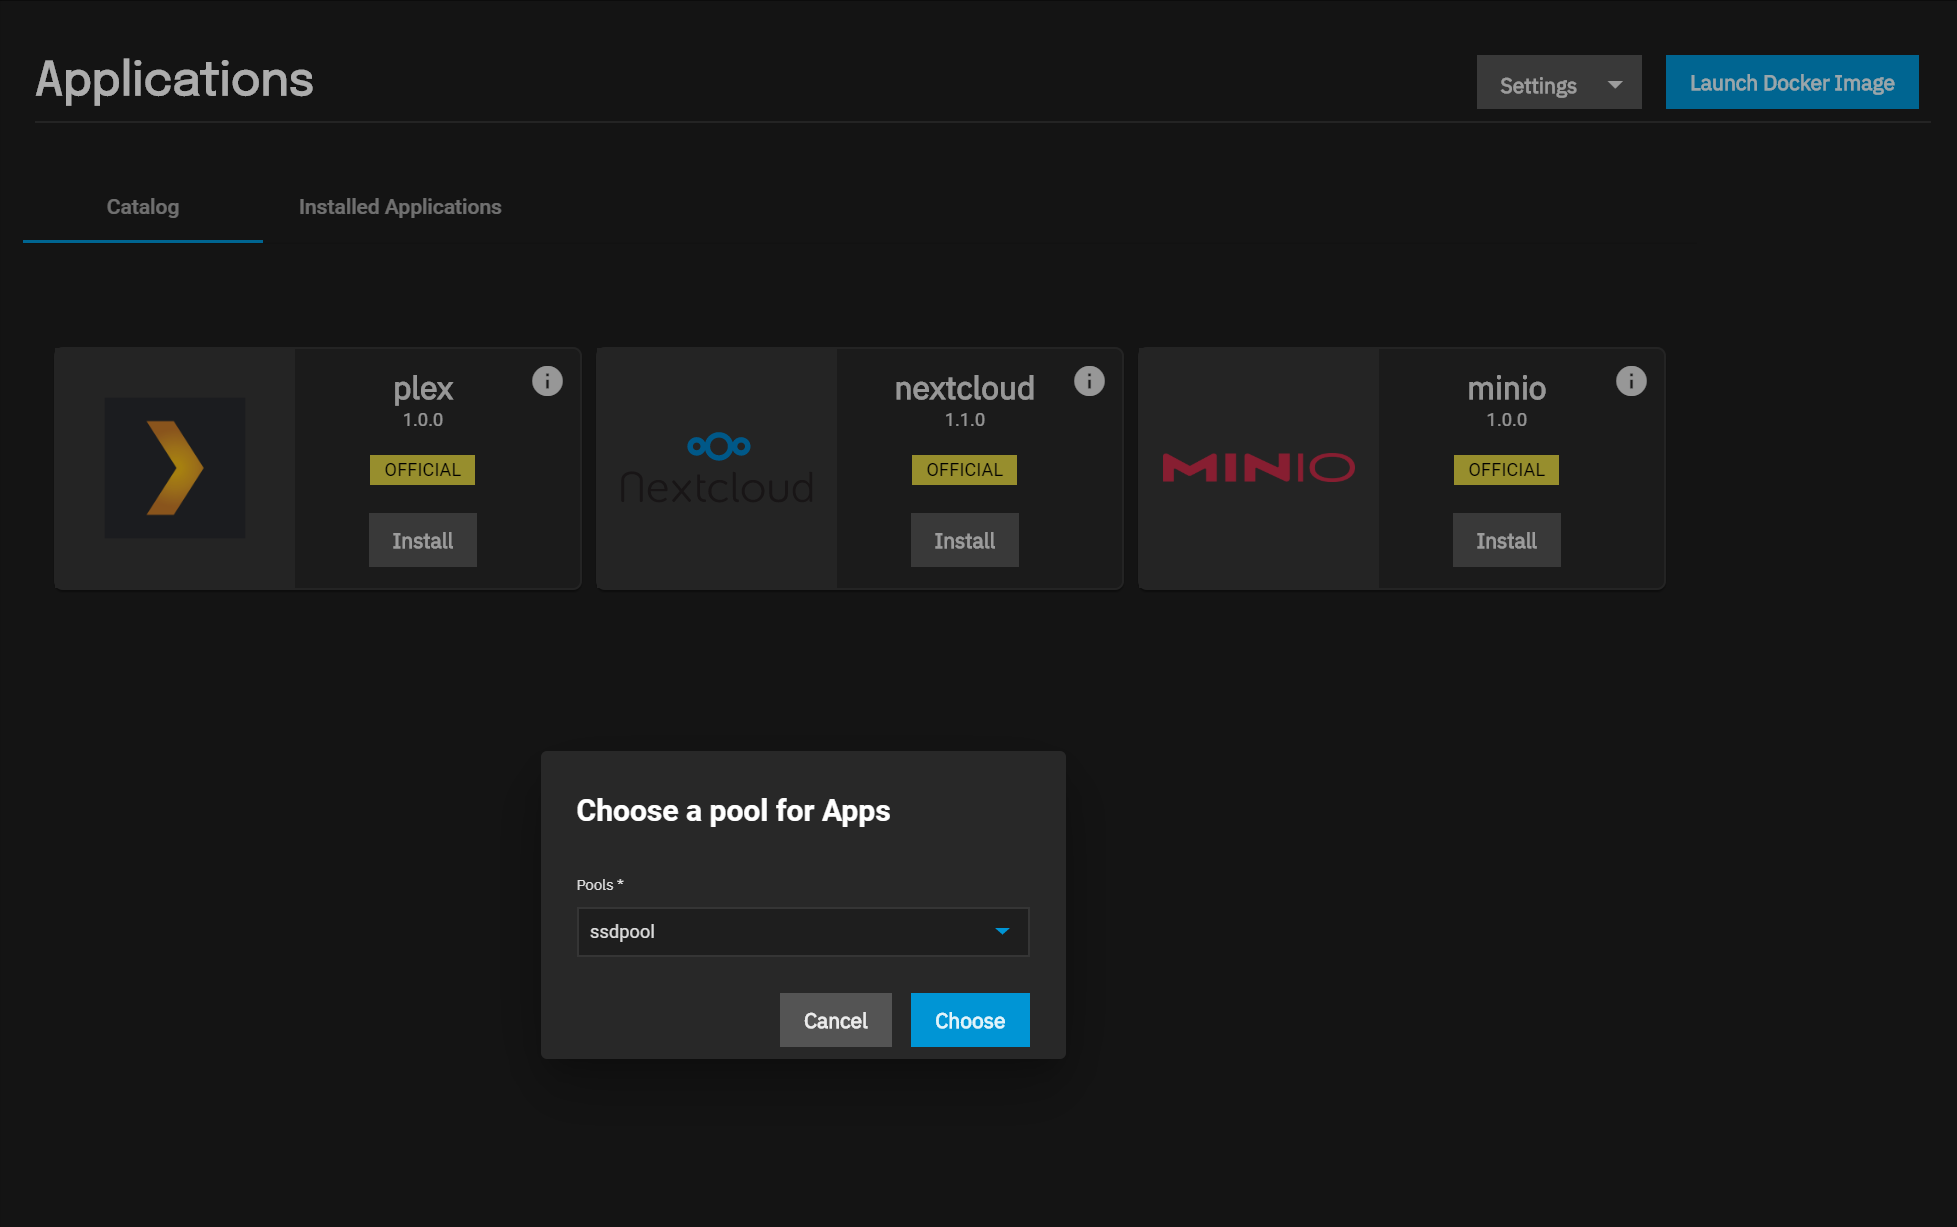 Applications
Settings
Launch Docker Image
Catalog
Installed Applications
plex
1.0.0
OFFICIAL
Install
Nextcloud
nextcloud
1.1.0
OFFICIAL
Install
MINIO
minio
1.0.0
OFFICIAL
Install
Choose a pool for Apps
Pools *
ssdpool
Cancel
Choose